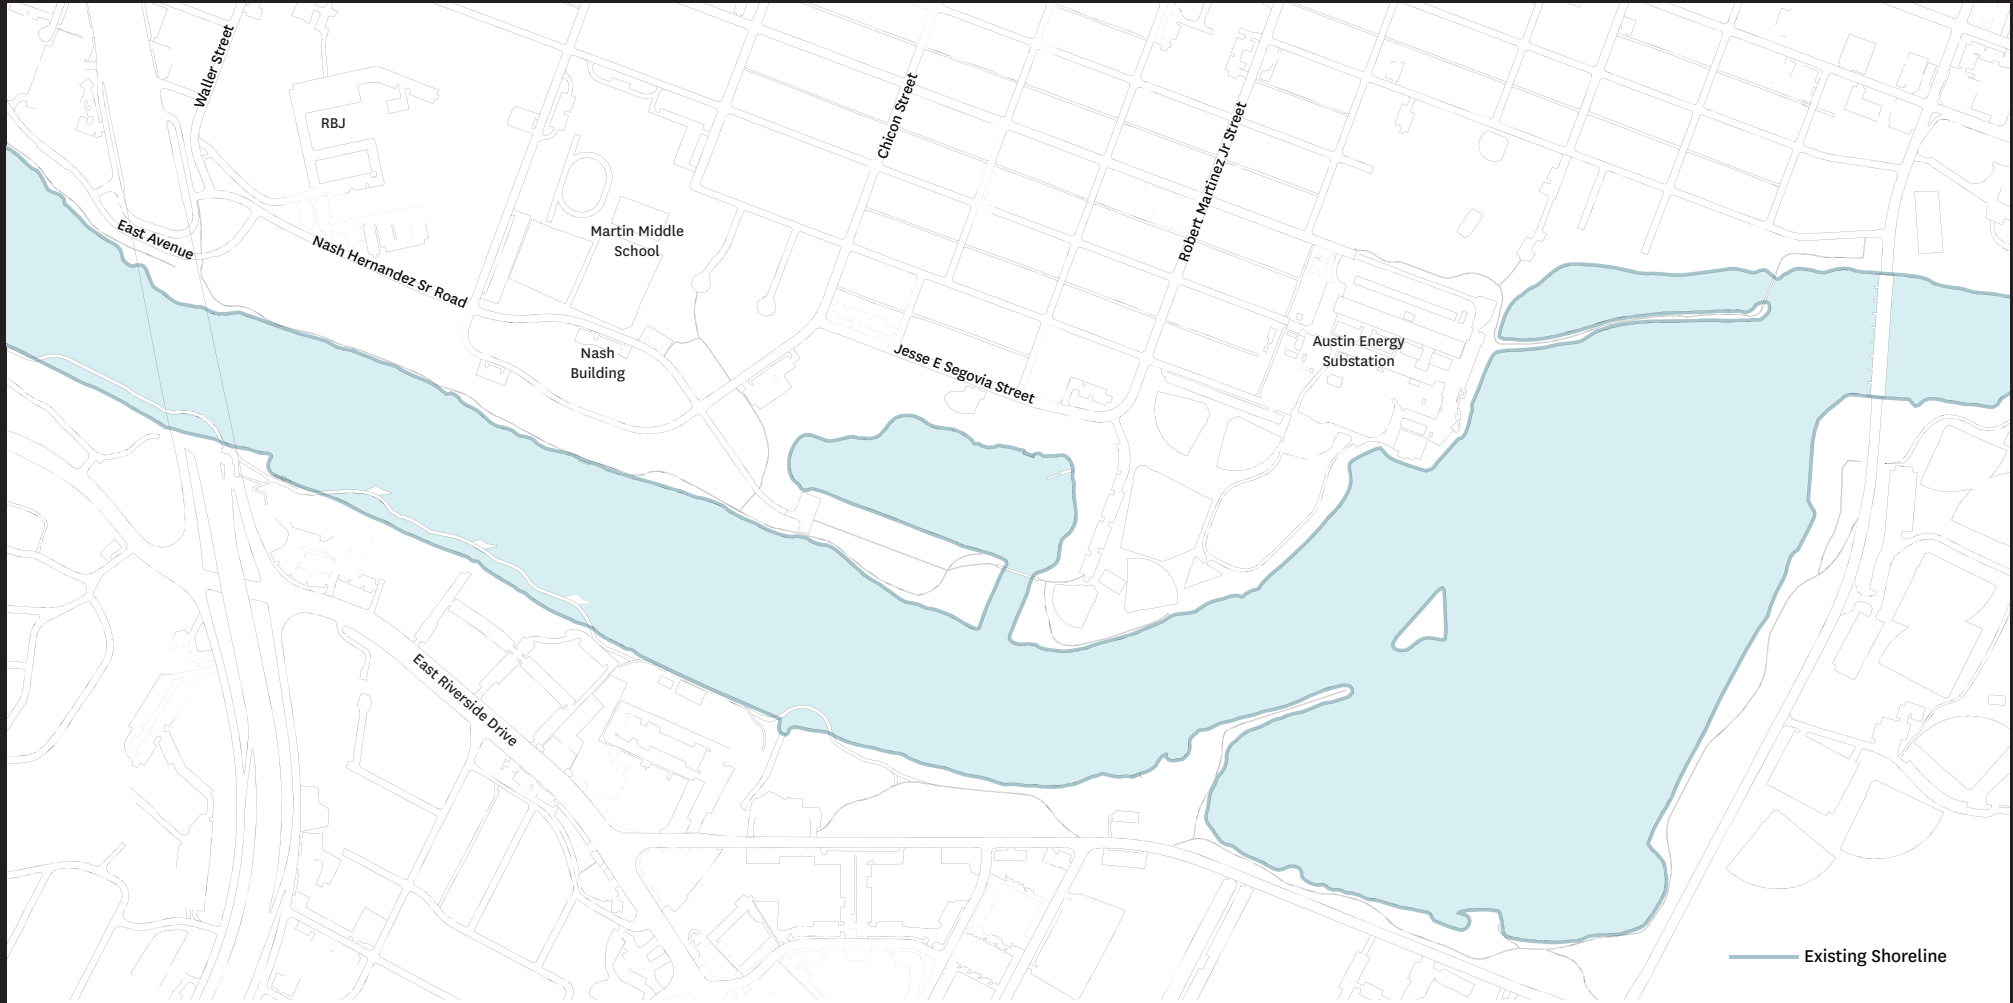 Waller Street
RBJ
Chicon Street
Robert Martinez Jr Street
East Avenue
Nash Hernandez Sr Road
Martin Middle
School
Nash
Building
Jesse E Segovia Street
Austin Energy
Substation
East Riverside Drive
Existing Shoreline